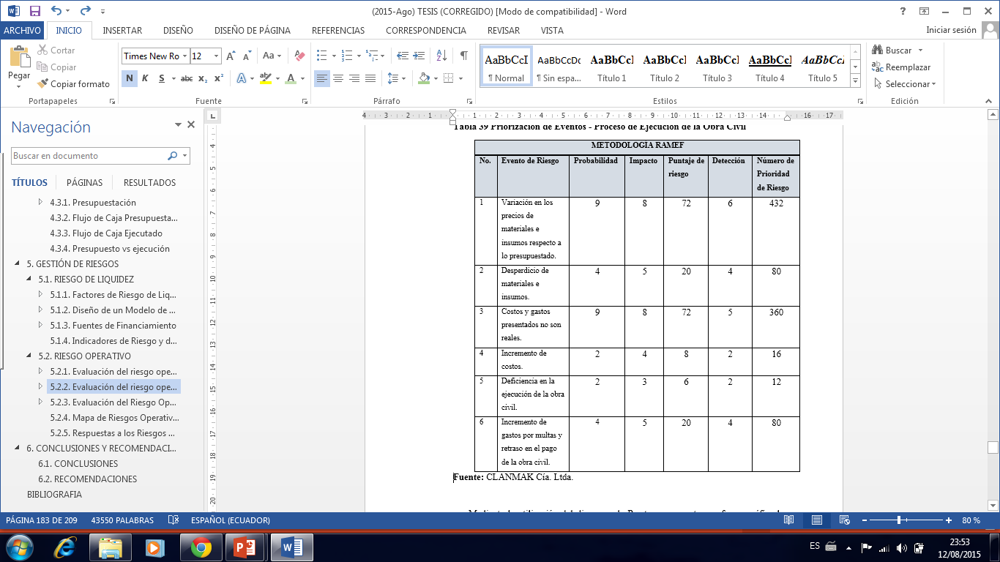 (2015-Ago) TESIS (CORREGIDO) [Modo de compatibilidad] - Word
ARCHIVO INICIO INSERTAR DISEÑO DISEÑO DE PÁGINA REFERENCIAS CORRESPONDENCIA REVISAR VISTA Iniciar sesión
Pegar
Cortar
Copiar
Copiar formato
Portapapeles
Times New Ro 12
N K S abc x₂ x²
Fuente
Párrafo
AaBbCcI AaBbCcDc AaBbCcl AaBbCcl AaBbCcl AaBbCcl AaBbCcl
¶ Normal ¶ Sin espa... Título 1 Título 2 Título 3 Título 4 Título 5
Estilos
Buscar
Reemplazar
Seleccionar
Edición
Navegación
Buscar en documento
TÍTULOS PÁGINAS RESULTADOS
4.3.1. Presupuestación
4.3.2. Flujo de Caja Presupuesta...
4.3.3. Flujo de Caja Ejecutado
4.3.4. Presupuesto vs ejecución
5. GESTIÓN DE RIESGOS
5.1. RIESGO DE LIQUIDEZ
5.1.1. Factores de Riesgo de Liq...
5.1.2. Diseño de un Modelo de ...
5.1.3. Fuentes de Financiamiento
5.1.4. Indicadores de Riesgo y d...
5.2. RIESGO OPERATIVO
5.2.1. Evaluación del riesgo ope...
5.2.2. Evaluación del riesgo ope...
5.2.3. Evaluación del Riesgo Op...
5.2.4. Mapa de Riesgos Operativ...
5.2.5. Respuestas a los Riesgos ...
6. CONCLUSIONES Y RECOMENDACI...
6.1. CONCLUSIONES
6.2. RECOMENDACIONES
BIBLIOGRAFIA
Tabla 39 Priorización de Eventos - Proceso de Ejecución de la Obra Civil
METODOLOGIA RAMEF
No. Evento de Riesgo Probabilidad Impacto Puntaje de Detección Número de
riesgo Prioridad
de Riesgo
1 Variación en los 9 8 72 6 432
precios de
materiales e
insumos respecto a
lo presupuestado.
2 Desperdicio de 4 5 20 4 80
materiales e
insumos.
3 Costos y gastos 9 8 72 5 360
presentados no son
reales.
4 Incremento de 2 4 8 2 16
costos.
5 Deficiencia en la 2 3 6 2 12
ejecución de la obra
civil.
6 Incremento de 4 5 20 4 80
gastos por multas y
retraso en el pago
de la obra civil.
Fuente: CLANMAK Cía. Ltda.
PÁGINA 183 DE 209 43550 PALABRAS ESPAÑOL (ECUADOR) 80 %
ES 23:53
12/08/2015